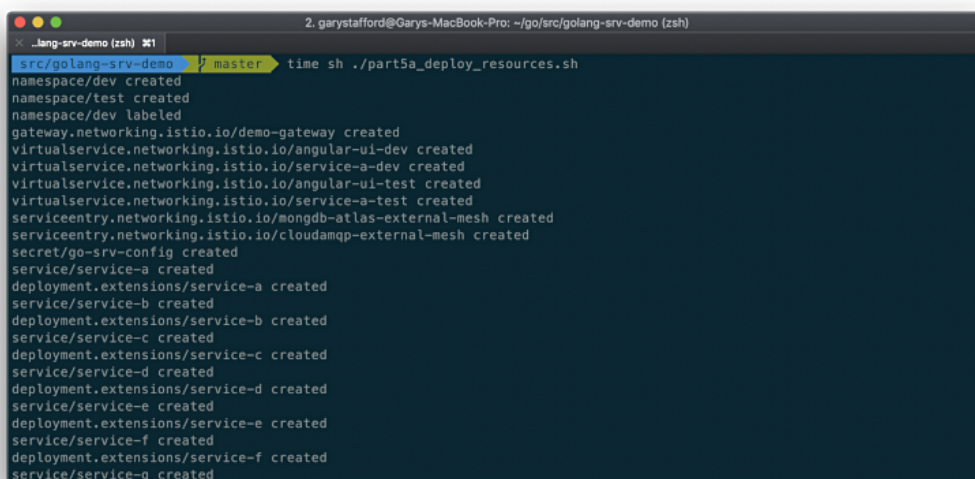 2. garystafford@Garys-MacBook-Pro: ~/go/src/golang-srv-demo (zsh)
..lang-srv-demo (zsh) ⌘1
src/golang-srv-demo master time sh ./part5a_deploy_resources.sh
namespace/dev created
namespace/test created
namespace/dev labeled
gateway.networking.istio.io/demo-gateway created
virtualservice.networking.istio.io/angular-ui-dev created
virtualservice.networking.istio.io/service-a-dev created
virtualservice.networking.istio.io/angular-ui-test created
virtualservice.networking.istio.io/service-a-test created
serviceentry.networking.istio.io/mongdb-atlas-external-mesh created
serviceentry.networking.istio.io/cloudamqp-external-mesh created
secret/go-srv-config created
service/service-a created
deployment.extensions/service-a created
service/service-b created
deployment.extensions/service-b created
service/service-c created
deployment.extensions/service-c created
service/service-d created
deployment.extensions/service-d created
service/service-e created
deployment.extensions/service-e created
service/service-f created
deployment.extensions/service-f created
service/service-g created